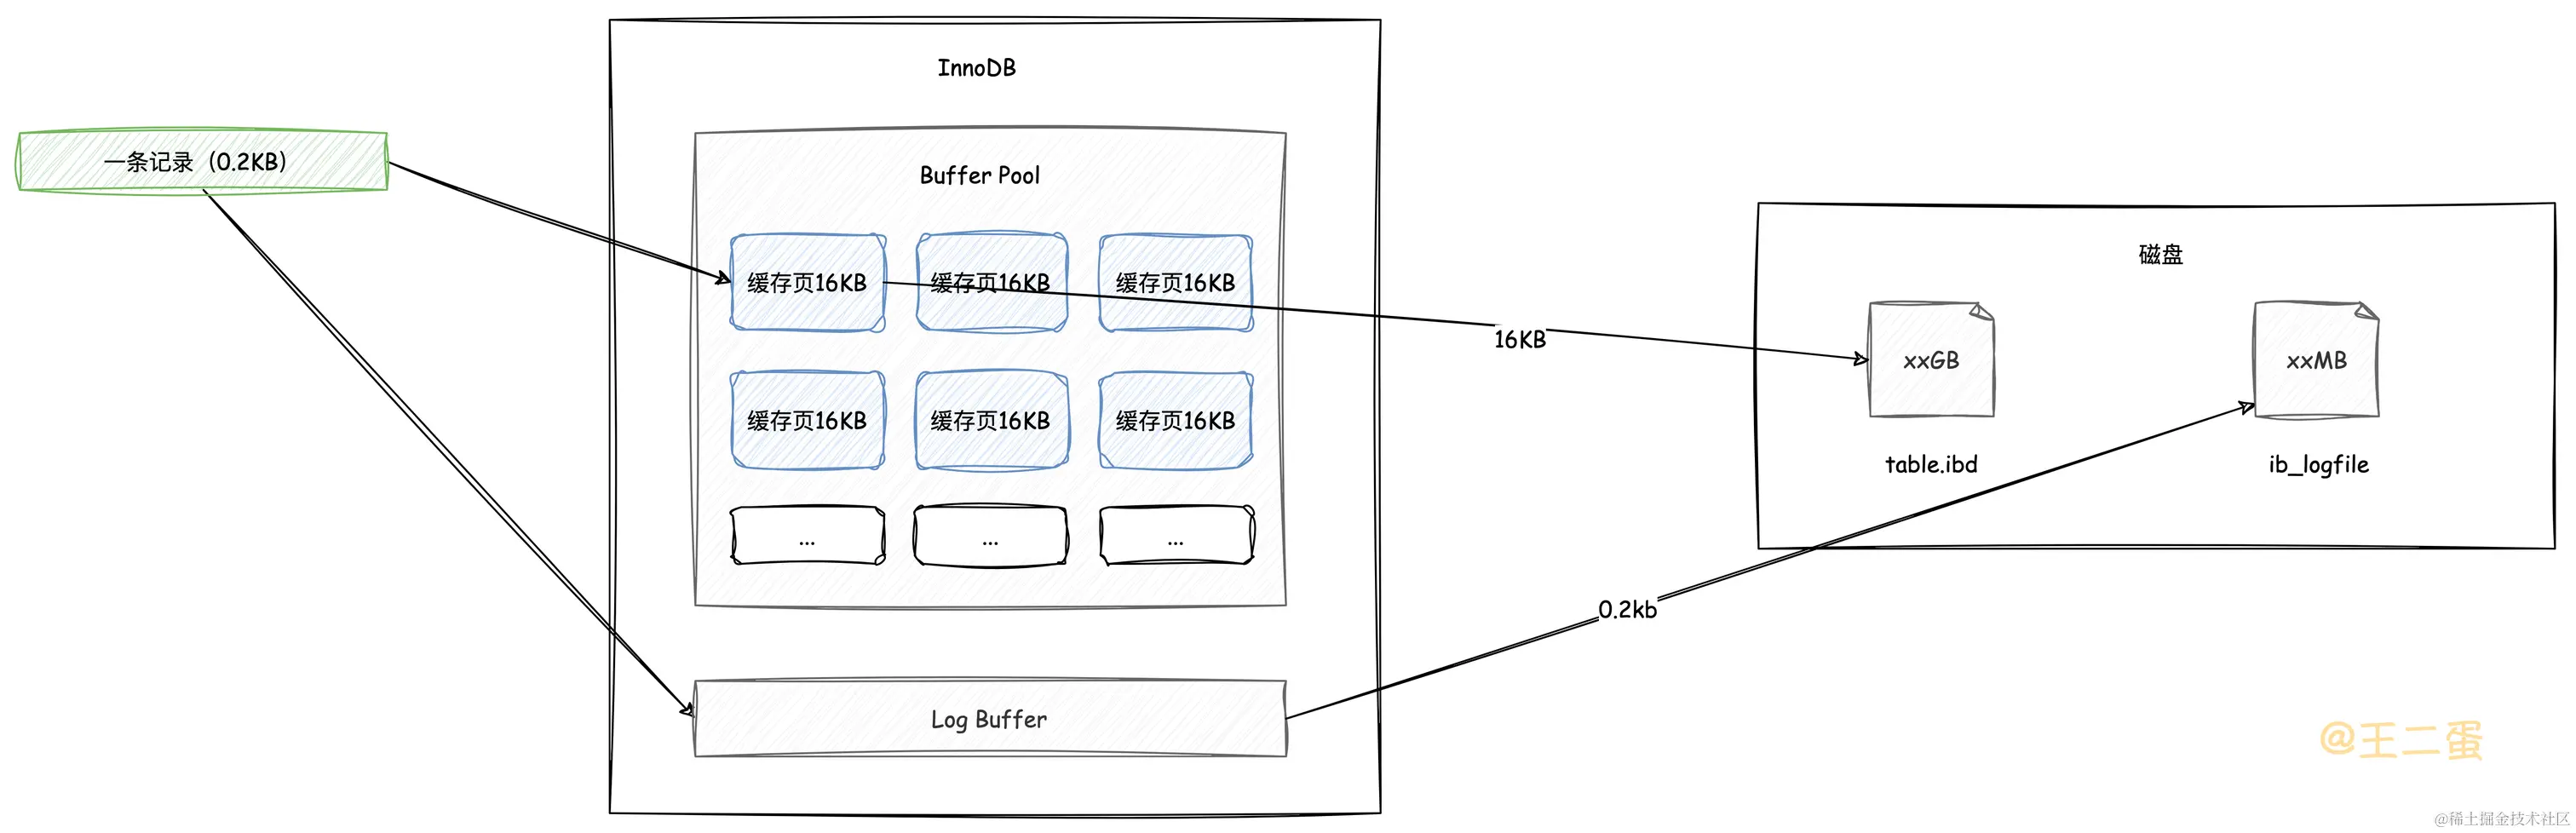 InnoDB
一条记录（0.2KB）
Buffer Pool
缓存页16KB
缓存页16KB
缓存页16KB
缓存页16KB
缓存页16KB
缓存页16KB
...
...
...
Log Buffer
16KB
0.2kb
磁盘
xxGB
xxMB
table.ibd
ib_logfile
@王二蛋
@稀土掘金技术社区